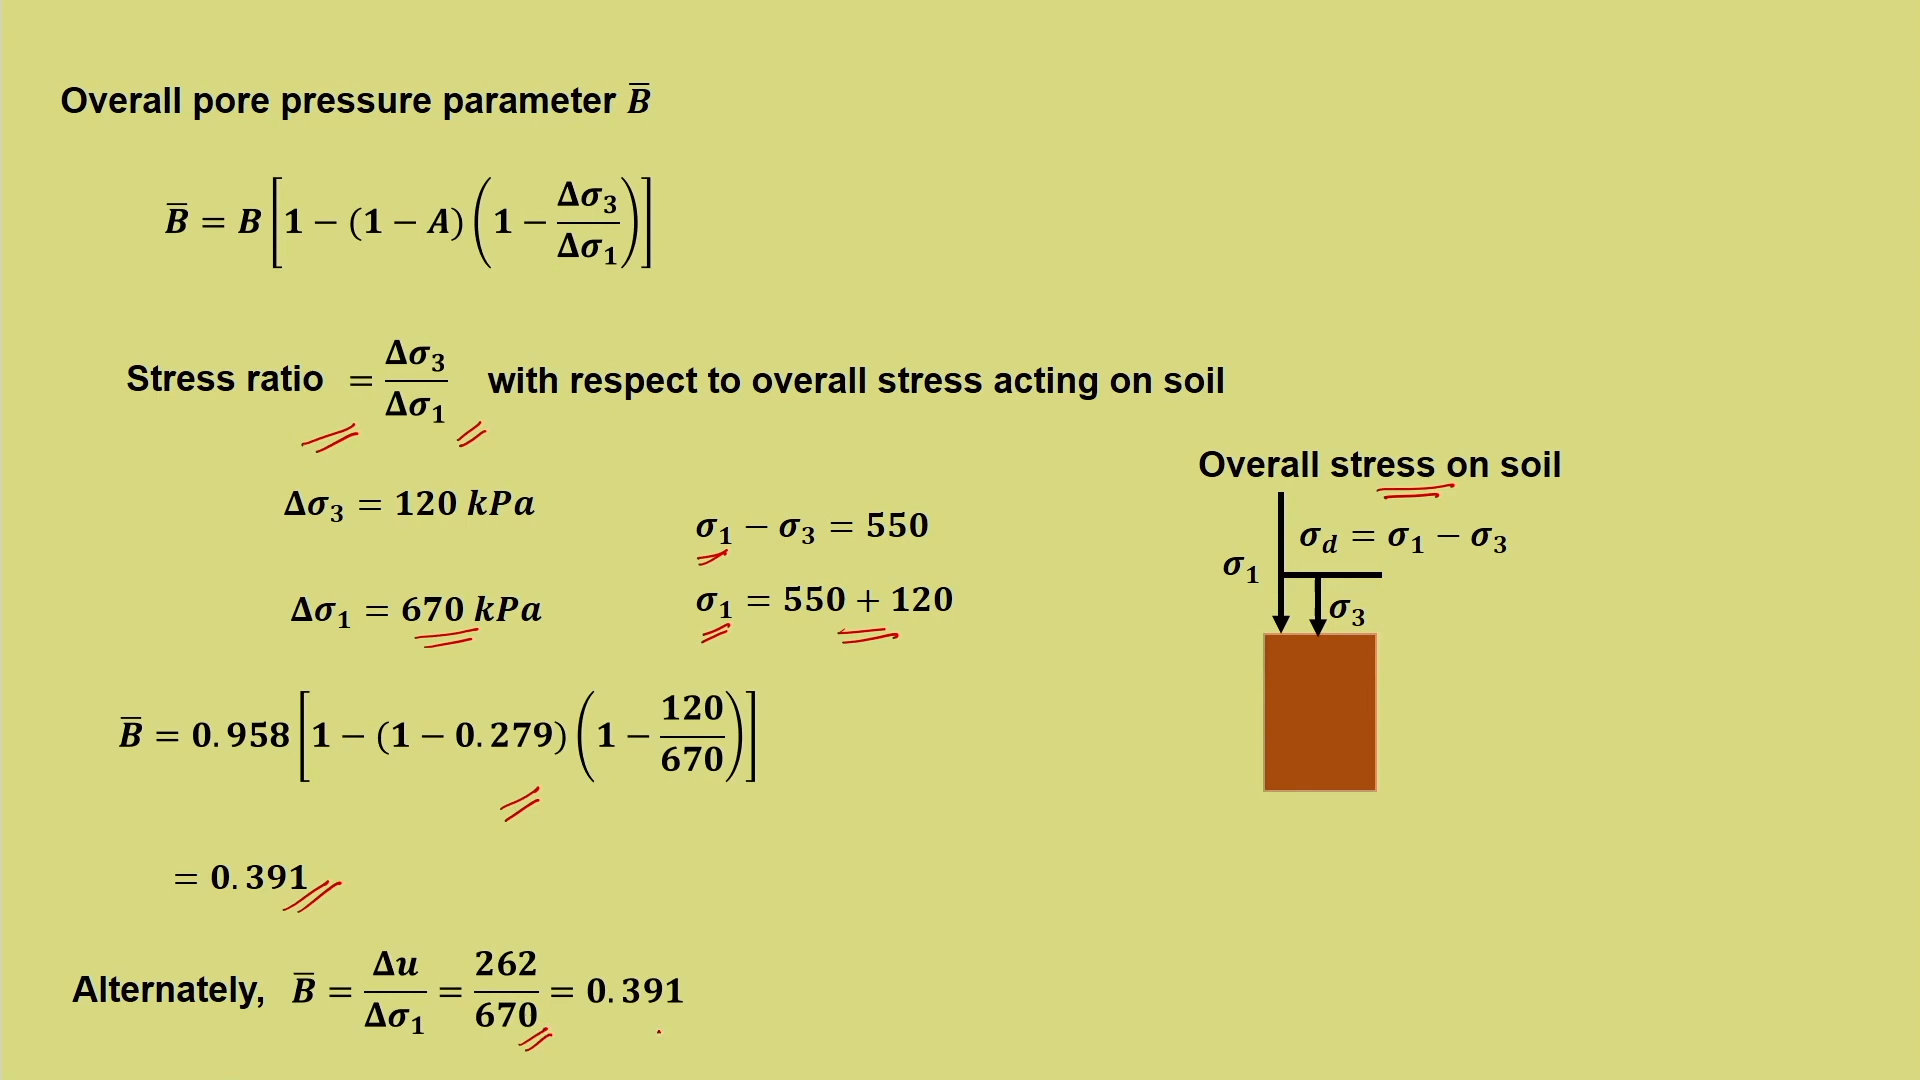 Overall pore pressure parameter B̅
B̅ = B[1 − (1 − A)(1 − Δσ₃/Δσ₁)]
Stress ratio = Δσ₃/Δσ₁ with respect to overall stress acting on soil
Overall stress on soil
Δσ₃ = 120 kPa
σ₁ − σ₃ = 550
σ_d = σ₁ − σ₃
σ₁
Δσ₁ = 670 kPa
σ₁ = 550 + 120
σ₃
B̅ = 0.958[1 − (1 − 0.279)(1 − 120/670)]
= 0.391
Alternately, B̅ = Δu/Δσ₁ = 262/670 = 0.391